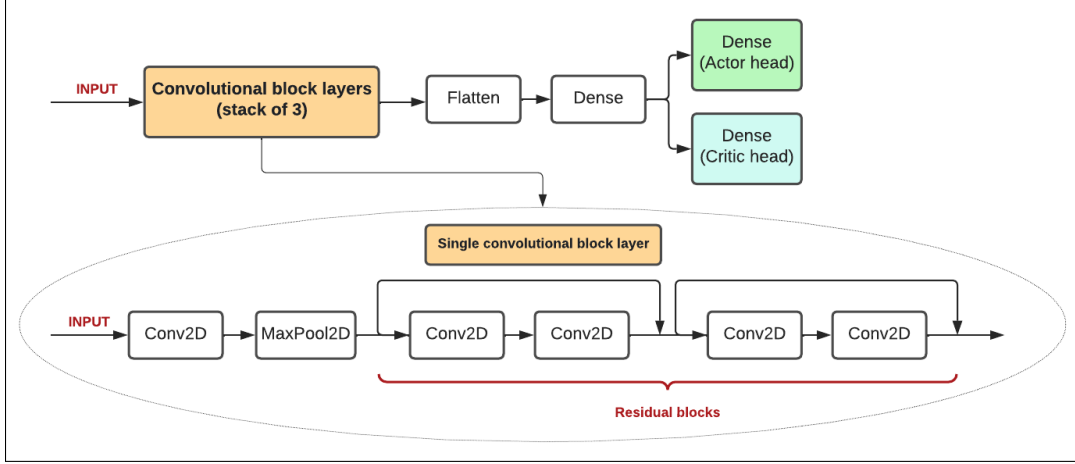 INPUT
Convolutional block layers
(stack of 3)
Flatten
Dense
Dense
(Actor head)
Dense
(Critic head)
Single convolutional block layer
INPUT
Conv2D
MaxPool2D
Conv2D
Conv2D
Conv2D
Conv2D
Residual blocks